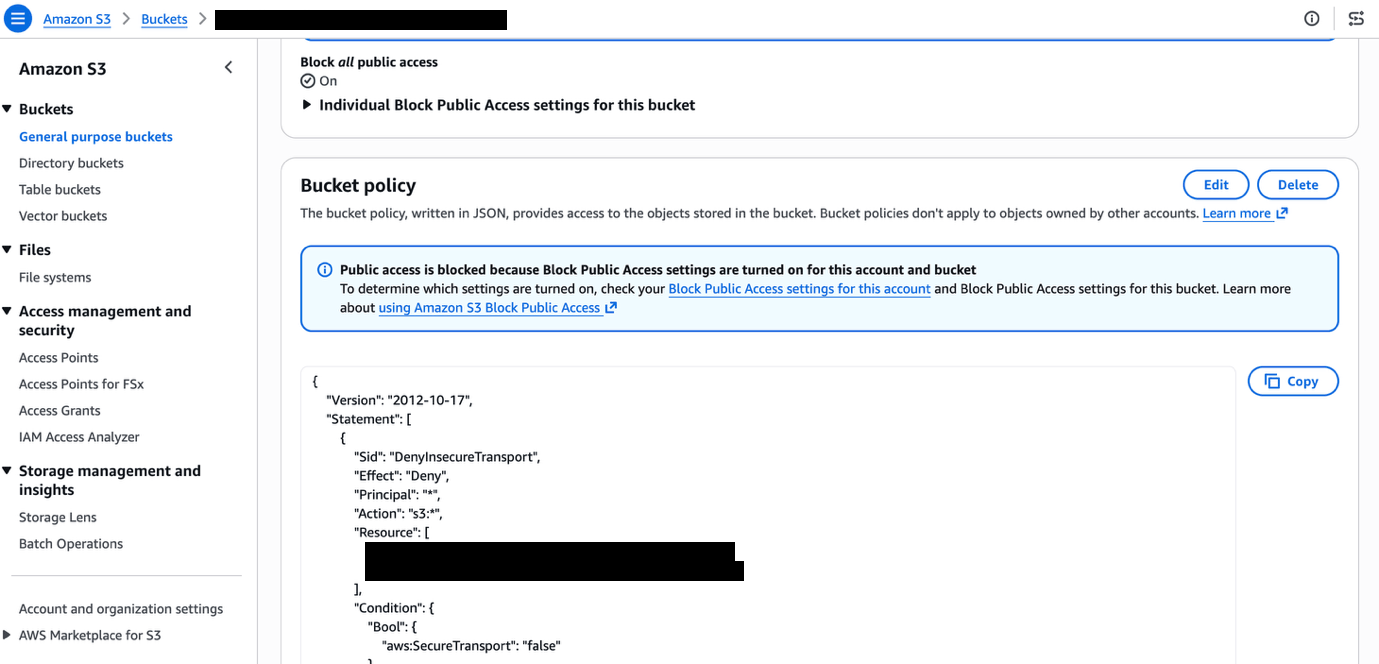 Amazon S3 > Buckets >
Amazon S3
Buckets
General purpose buckets
Directory buckets
Table buckets
Vector buckets
Files
File systems
Access management and
security
Access Points
Access Points for FSx
Access Grants
IAM Access Analyzer
Storage management and
insights
Storage Lens
Batch Operations
Account and organization settings
AWS Marketplace for S3
Block all public access
On
Individual Block Public Access settings for this bucket
Bucket policy
Edit
Delete
The bucket policy, written in JSON, provides access to the objects stored in the bucket. Bucket policies don't apply to objects owned by other accounts. Learn more
Public access is blocked because Block Public Access settings are turned on for this account and bucket
To determine which settings are turned on, check your Block Public Access settings for this account and Block Public Access settings for this bucket. Learn more
about using Amazon S3 Block Public Access
Copy
{
"Version": "2012-10-17",
"Statement": [
{
"Sid": "DenyInsecureTransport",
"Effect": "Deny",
"Principal": "*",
"Action": "s3:*",
"Resource": [
],
"Condition": {
"Bool": {
"aws:SecureTransport": "false"
}